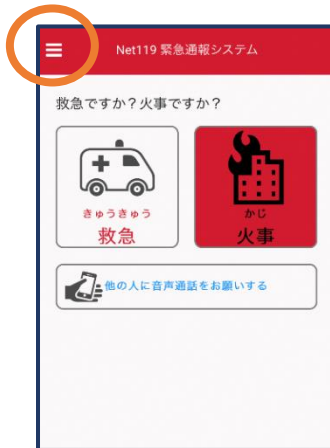 Net119 緊急通報システム
救急ですか？火事ですか？
きゅうきゅう
救急
かじ
火事
他の人に音声通話をお願いする